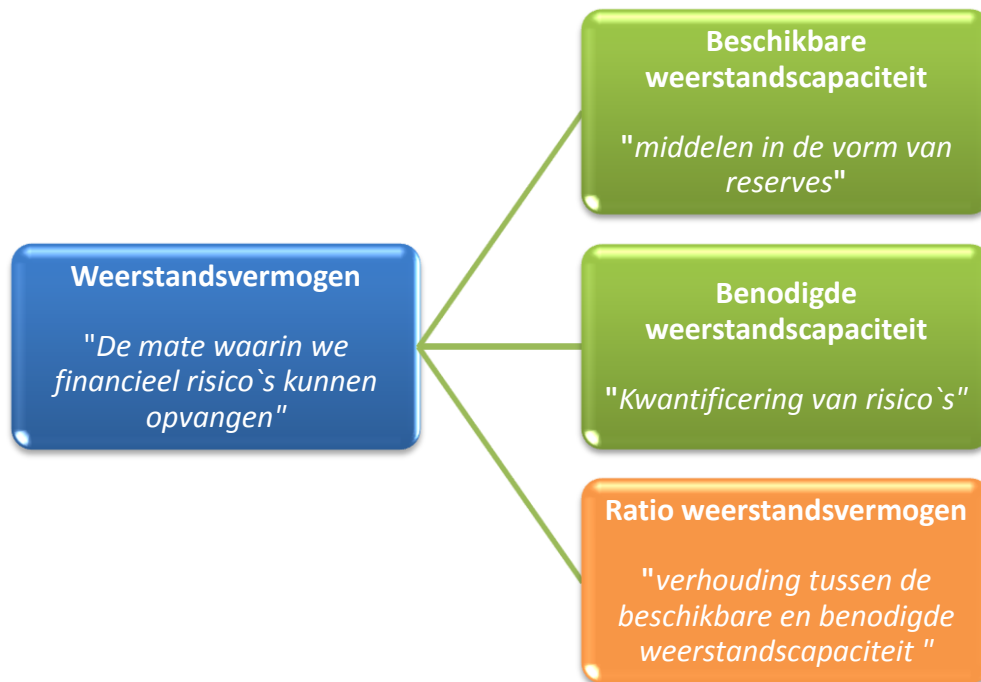 Weerstandsvermogen
"De mate waarin we
financieel risico`s kunnen
opvangen"
Beschikbare
weerstandscapaciteit
"middelen in de vorm van
reserves"
Benodigde
weerstandscapaciteit
"Kwantificering van risico`s"
Ratio weerstandsvermogen
"verhouding tussen de
beschikbare en benodigde
weerstandscapaciteit "